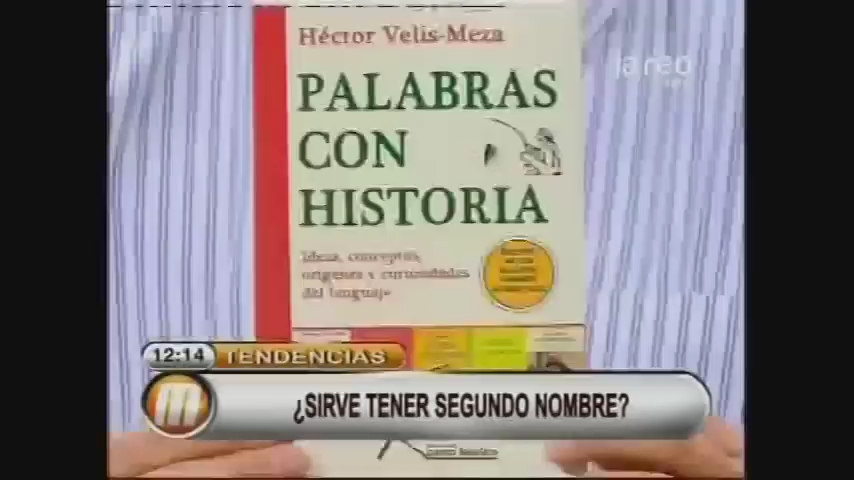 Héctor Velis-Meza
la red
PALABRAS
CON
HISTORIA
Ideas, conceptos,
orígenes y curiosidades
del lenguaje
12:14 TENDENCIAS
¿SIRVE TENER SEGUNDO NOMBRE?